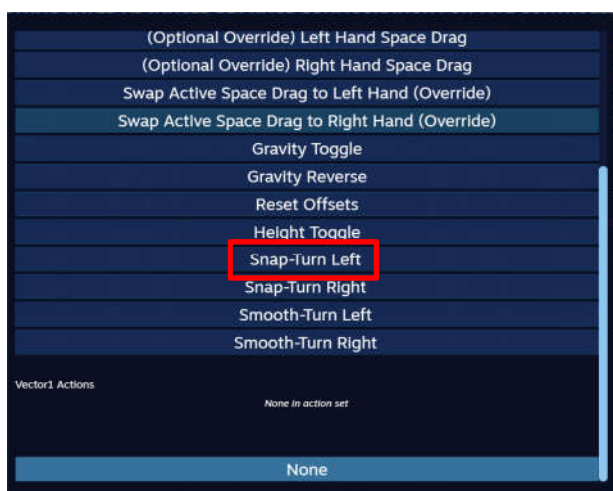 (Optional Override) Left Hand Space Drag
(Optional Override) Right Hand Space Drag
Swap Active Space Drag to Left Hand (Override)
Swap Active Space Drag to Right Hand (Override)
Gravity Toggle
Gravity Reverse
Reset Offsets
Height Toggle
Snap-Turn Left
Snap-Turn Right
Smooth-Turn Left
Smooth-Turn Right
Vector1 Actions
None in action set
None